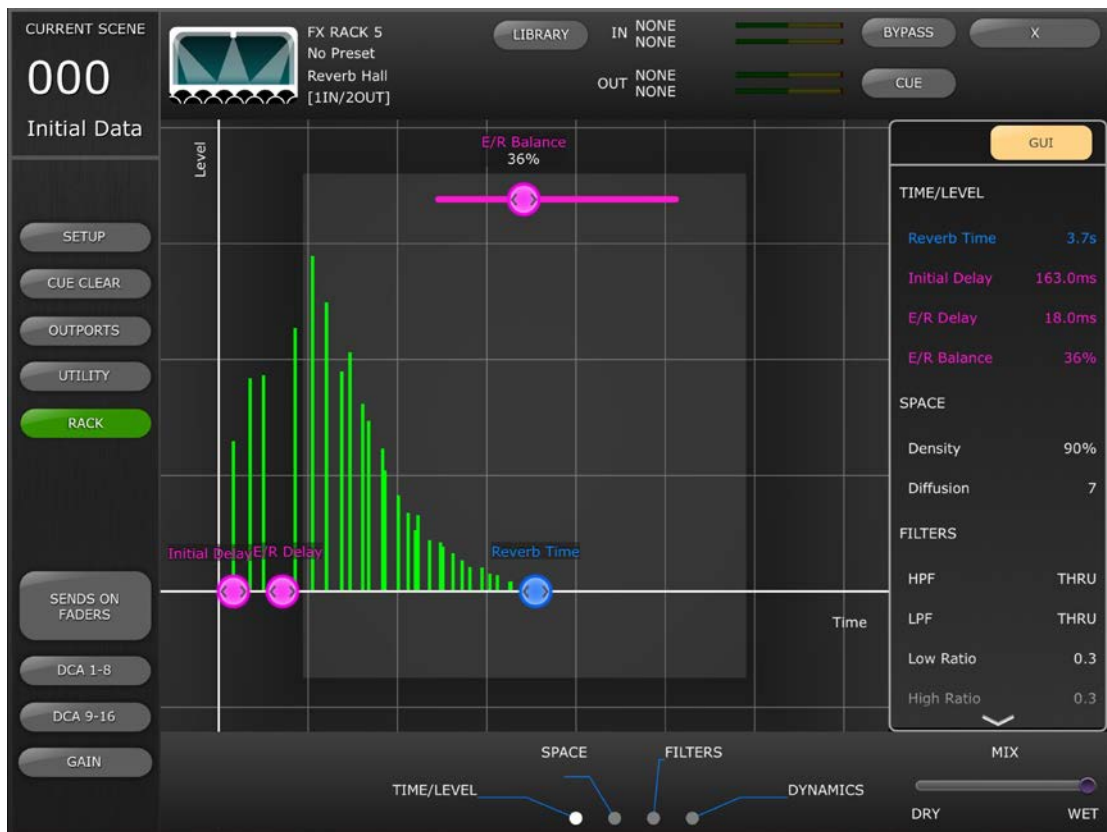 CURRENT SCENE
000
Initial Data
FX RACK 5
No Preset
Reverb Hall
[1IN/2OUT]
LIBRARY
IN NONE
NONE
OUT NONE
NONE
BYPASS
X
CUE
SETUP
CUE CLEAR
OUTPORTS
UTILITY
RACK
SENDS ON
FADERS
DCA 1-8
DCA 9-16
GAIN
Level
E/R Balance
36%
Initial Delay
E/R Delay
Reverb Time
Time
GUI
TIME/LEVEL
Reverb Time 3.7s
Initial Delay 163.0ms
E/R Delay 18.0ms
E/R Balance 36%
SPACE
Density 90%
Diffusion 7
FILTERS
HPF THRU
LPF THRU
Low Ratio 0.3
High Ratio 0.3
SPACE
FILTERS
TIME/LEVEL
DYNAMICS
MIX
DRY WET